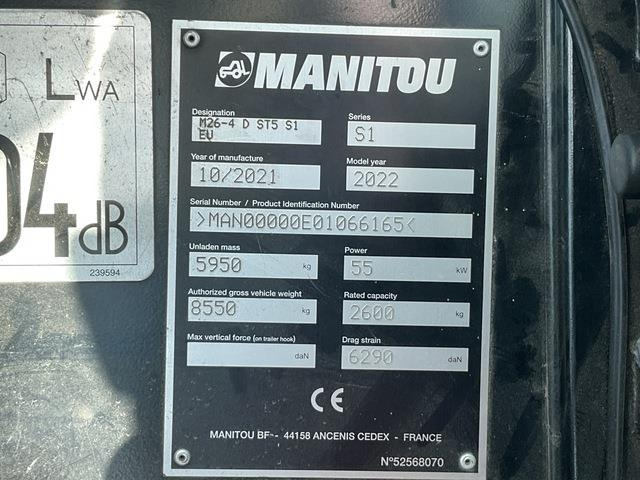 LWA
04dB
239594
MANITOU
Designation
M26-4 D ST5 S1
EU
Series
S1
Year of manufacture
10/2021
Model year
2022
Serial Number / Product Identification Number
>MAN00000E01066165<
Unladen mass
5950 kg
Power
55 kW
Authorized gross vehicle weight
8550 kg
Rated capacity
2600 kg
Max vertical force (on trailer hook)
daN
Drag strain
6290 daN
CE
MANITOU BF - 44158 ANCENIS CEDEX - FRANCE
N°52568070